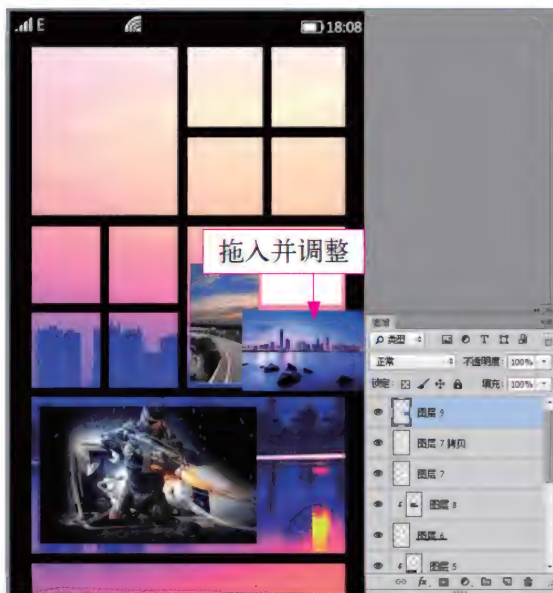 E
18:08
拖入并调整
图层
类型
T
正常
不透明度: 100%
锁定:
填充: 100%
图层 9
图层 7 拷贝
图层 7
图层 8
图层 6
图层 5
fx